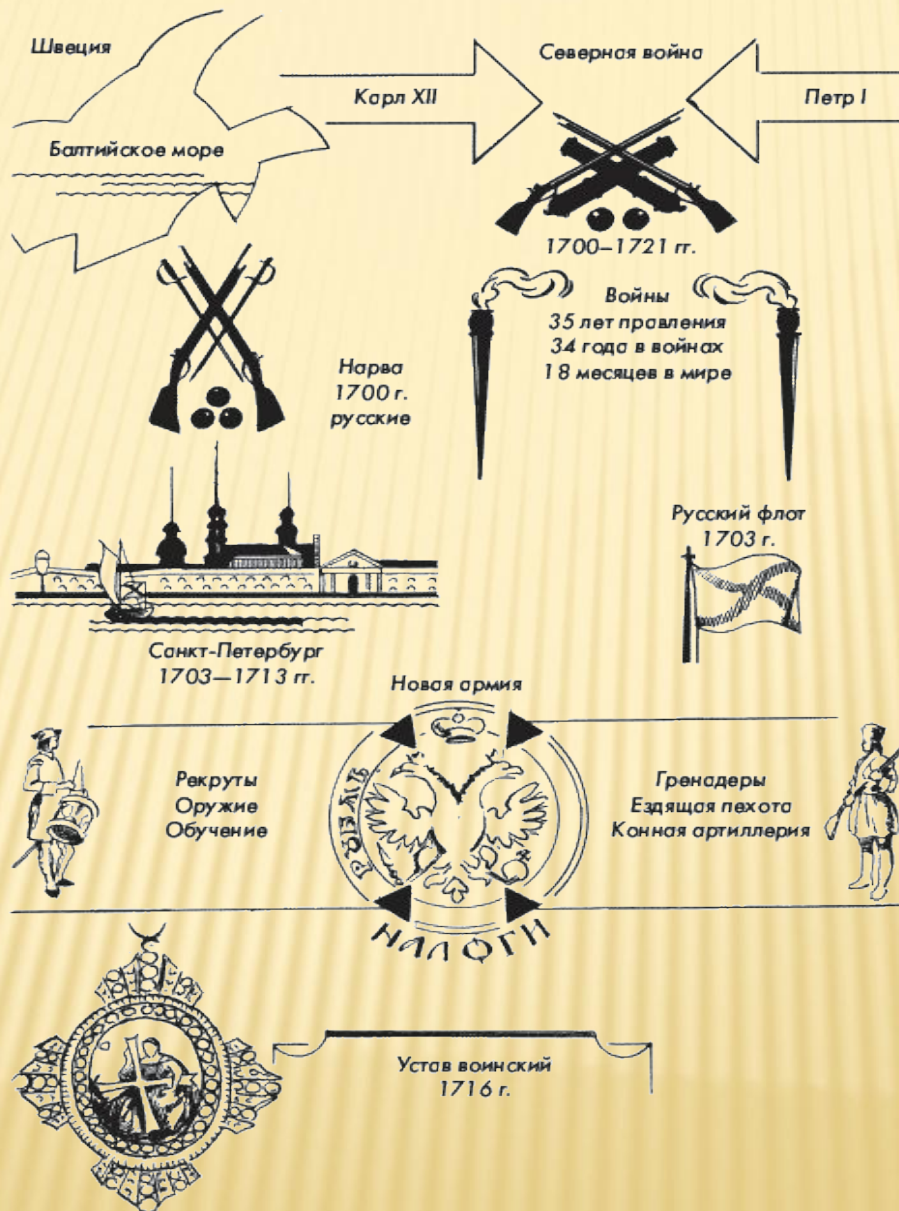 Швеция
Северная война
Карл XII
Петр I
Балтийское море
1700–1721 гг.
Войны
35 лет правления
34 года в войнах
18 месяцев в мире
Нарва
1700 г.
русские
Русский флот
1703 г.
Санкт-Петербург
1703—1713 гг.
Новая армия
Рекруты
Оружие
Обучение
РУБЛЬ
Гренадеры
Ездящая пехота
Конная артиллерия
НАЛОГИ
Устав воинский
1716 г.